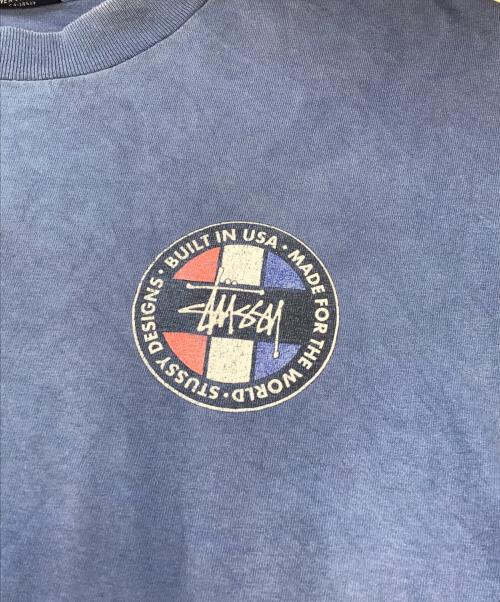 BUILT IN USA • MADE FOR THE WORLD • STUSSY DESIGNS •
STÜSSY